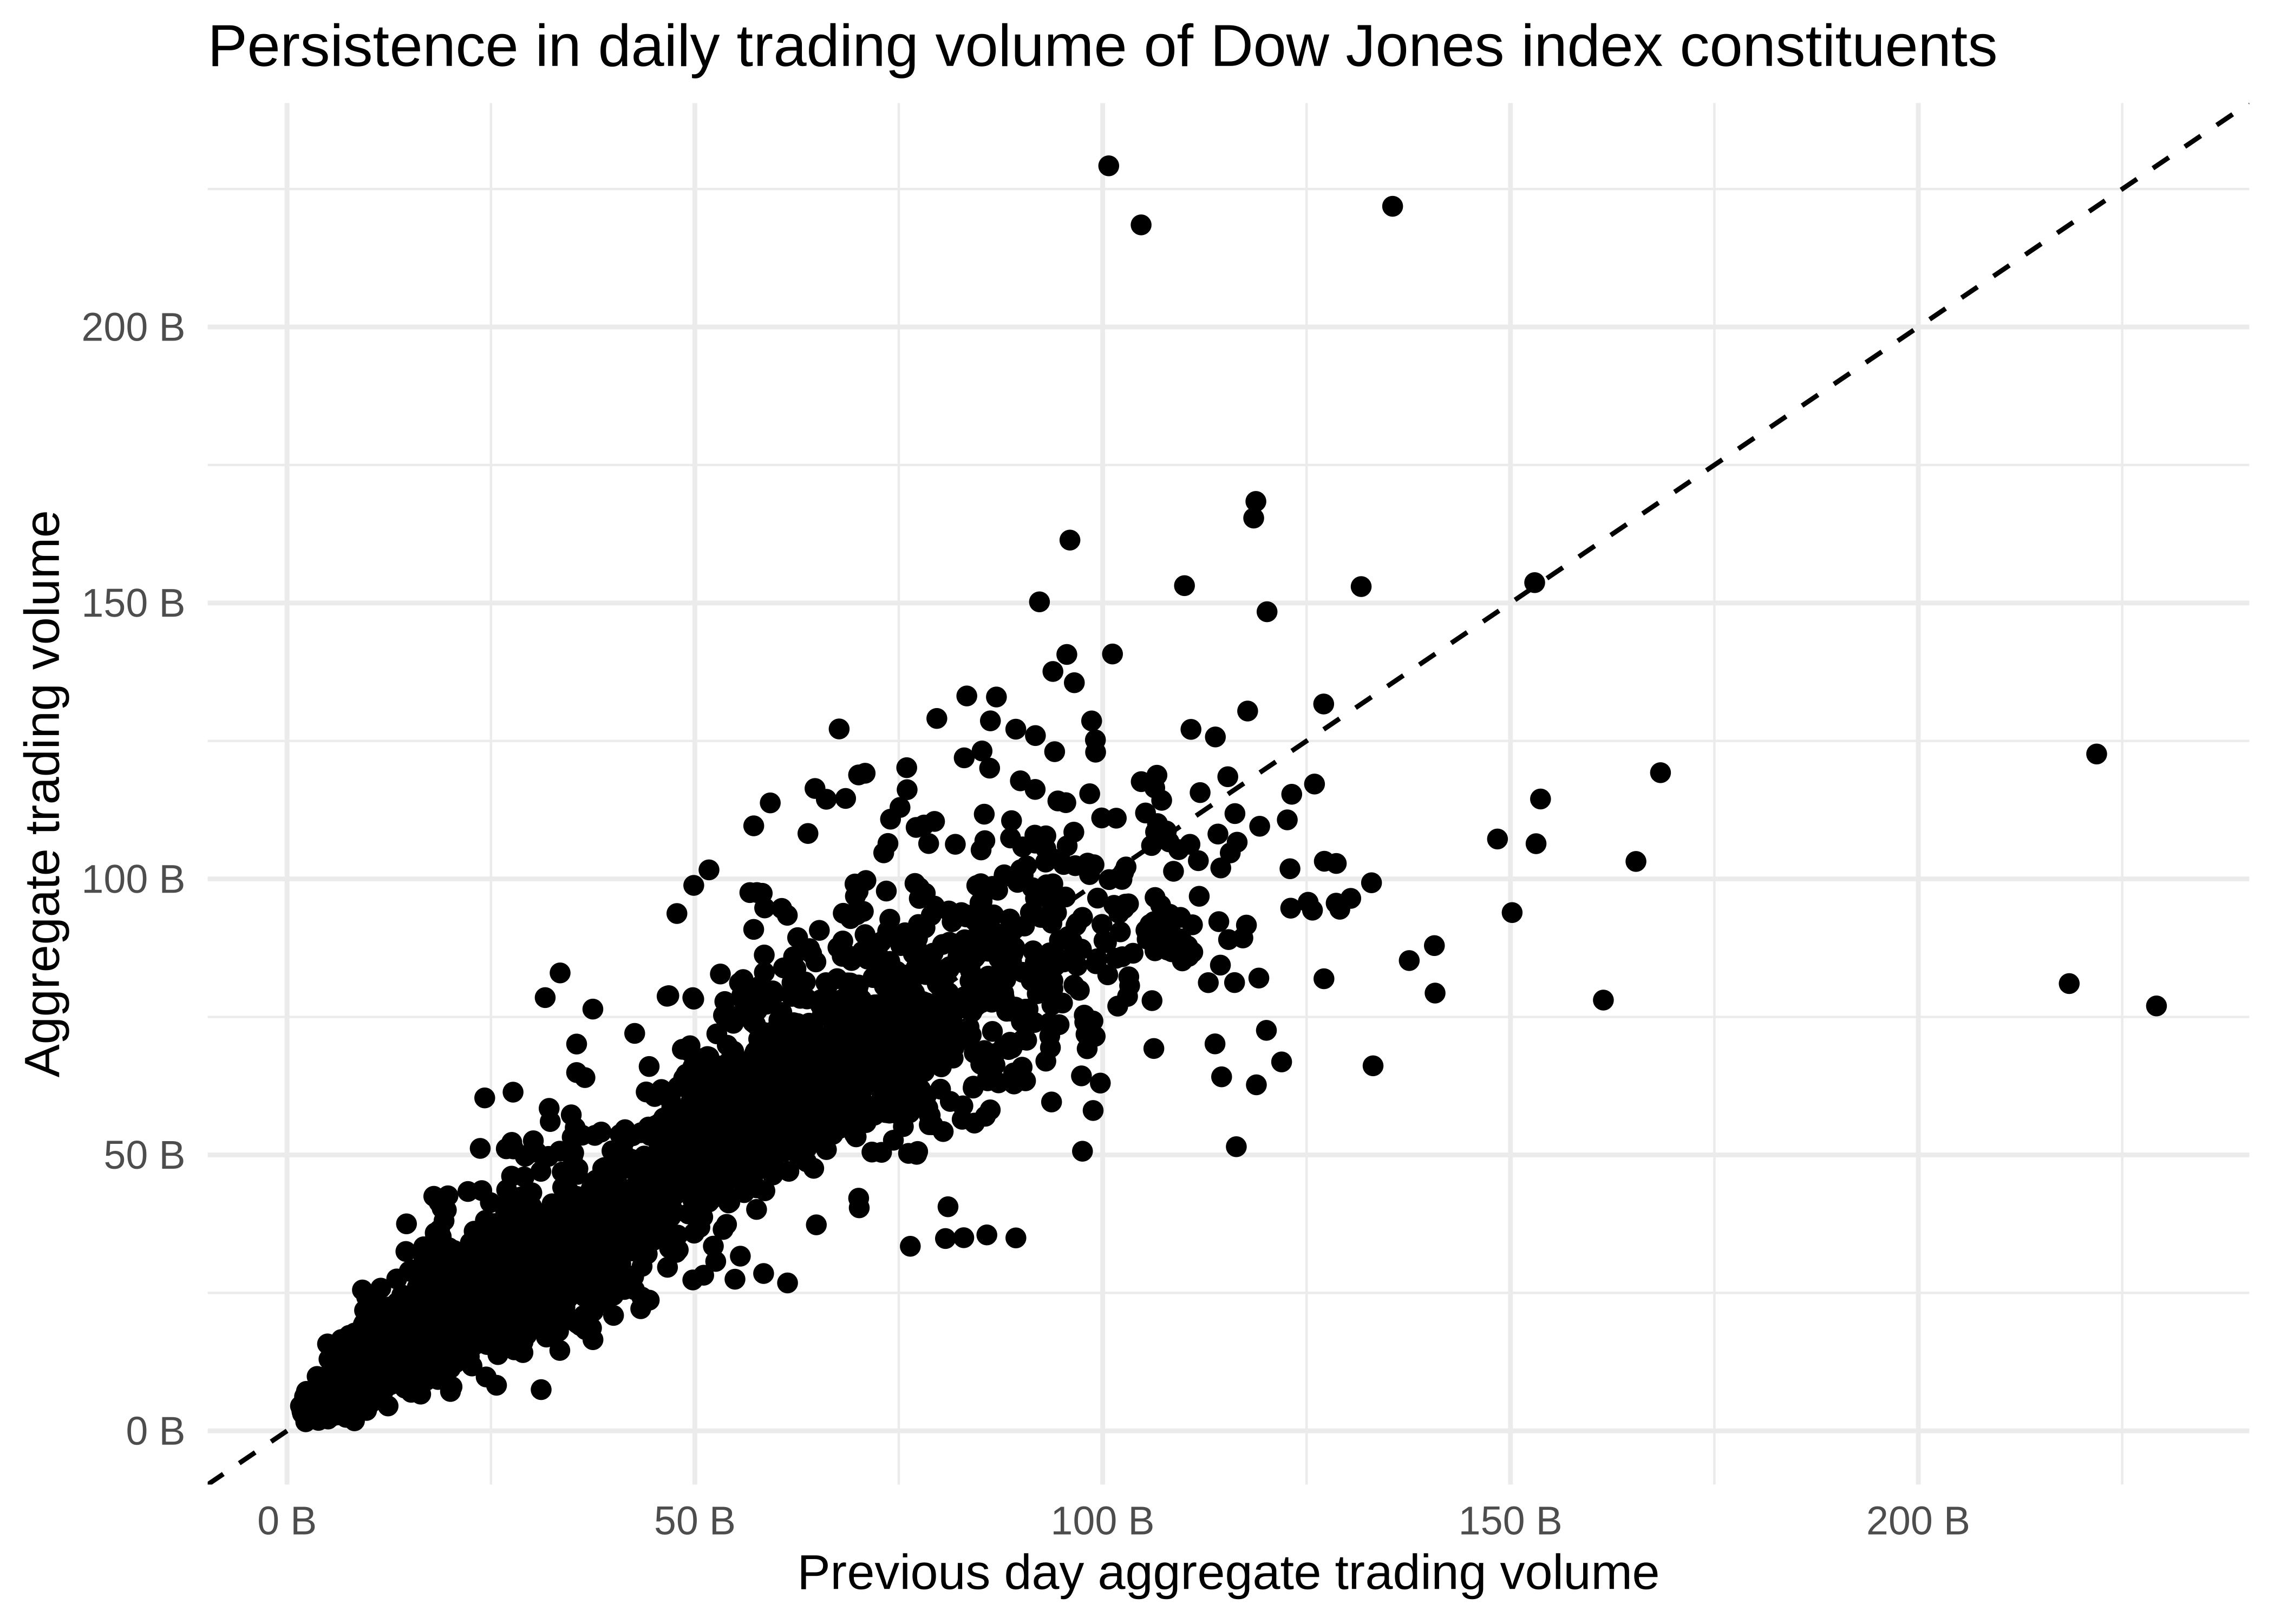 Persistence in daily trading volume of Dow Jones index constituents
Aggregate trading volume
200 B
150 B
100 B
50 B
0 B
0 B
50 B
100 B
150 B
200 B
Previous day aggregate trading volume